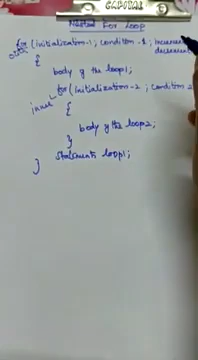 CAPITAL
Nested For Loop
for (initialization-1; condition-1; increment
outer decrement
{
body of the loop1;
for (initialization-2; condition 2
inner {
body of the loop2;
}
statements loop1;
}